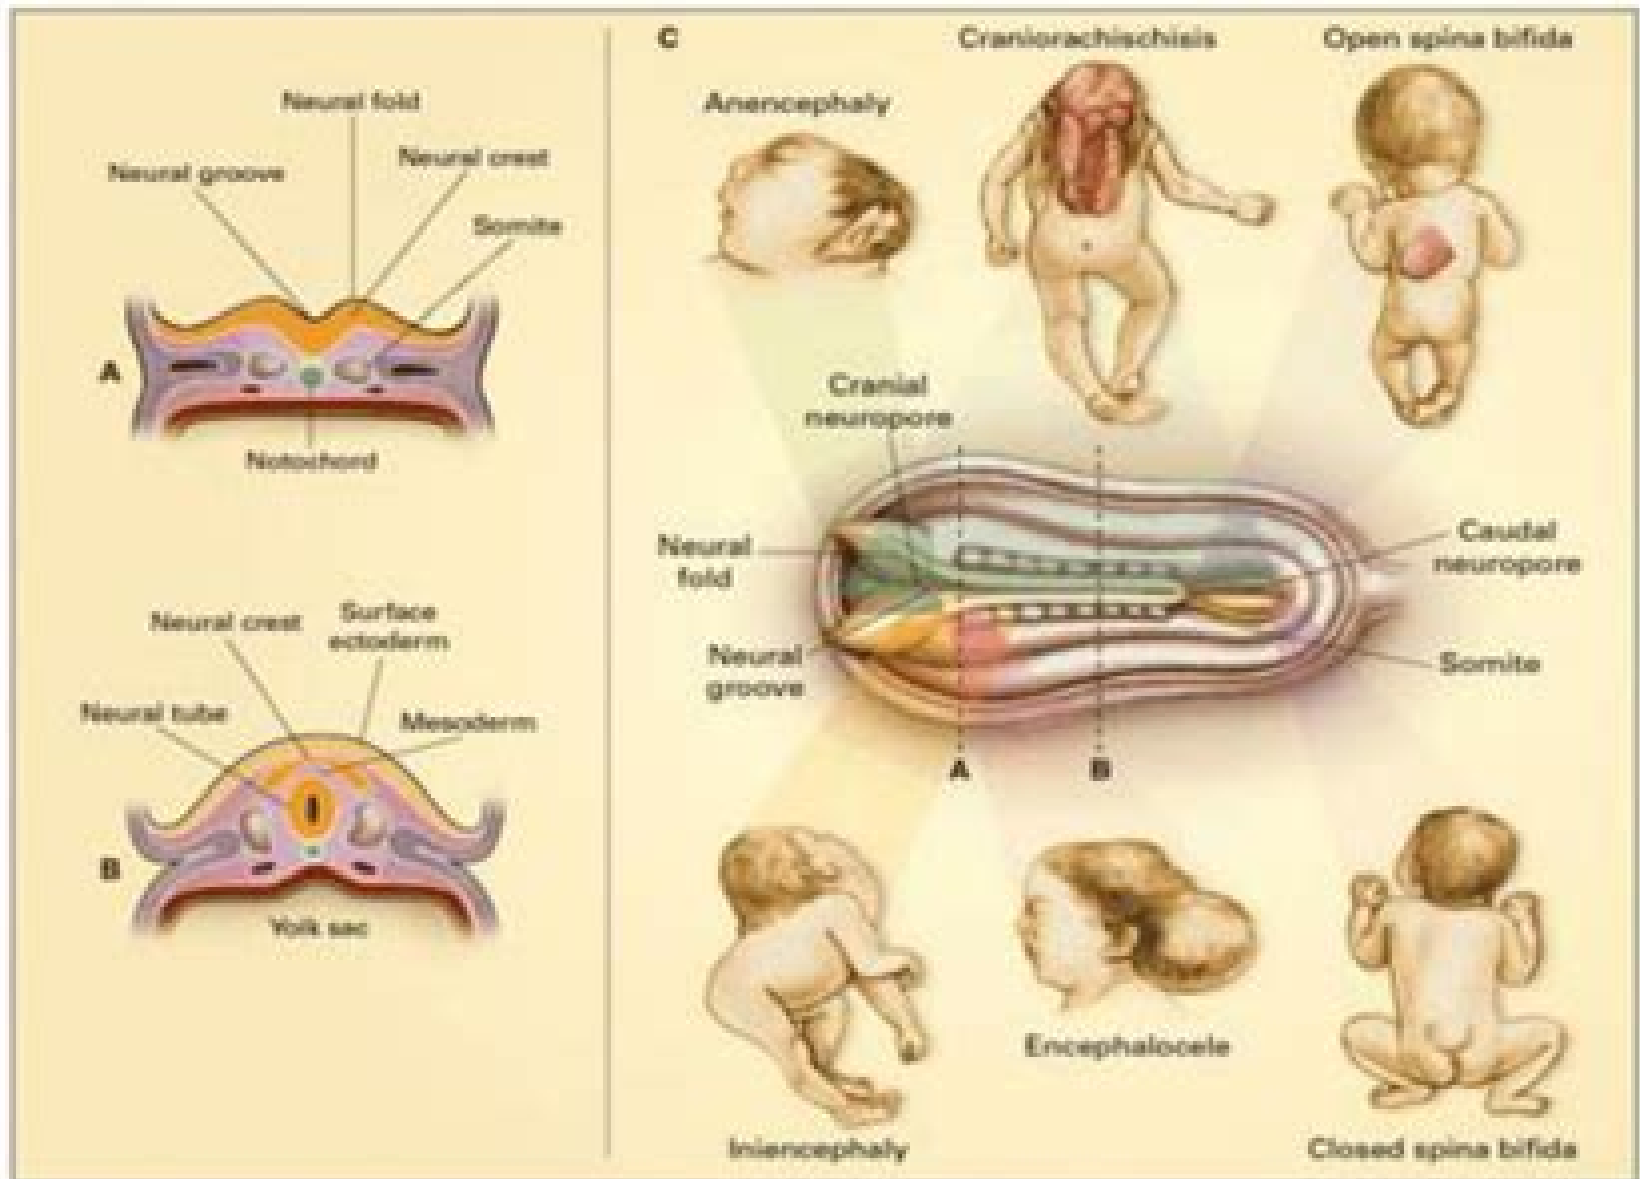 Neural fold
Neural groove
Neural crest
Somite
A
Notochord
Neural crest
Surface
ectoderm
Neural tube
Mesoderm
B
Yolk sac
C
Craniorachischisis
Open spina bifida
Anencephaly
Cranial
neuropore
Neural
fold
Caudal
neuropore
Neural
groove
Somite
A
B
Encephalocele
Iniencephaly
Closed spina bifida